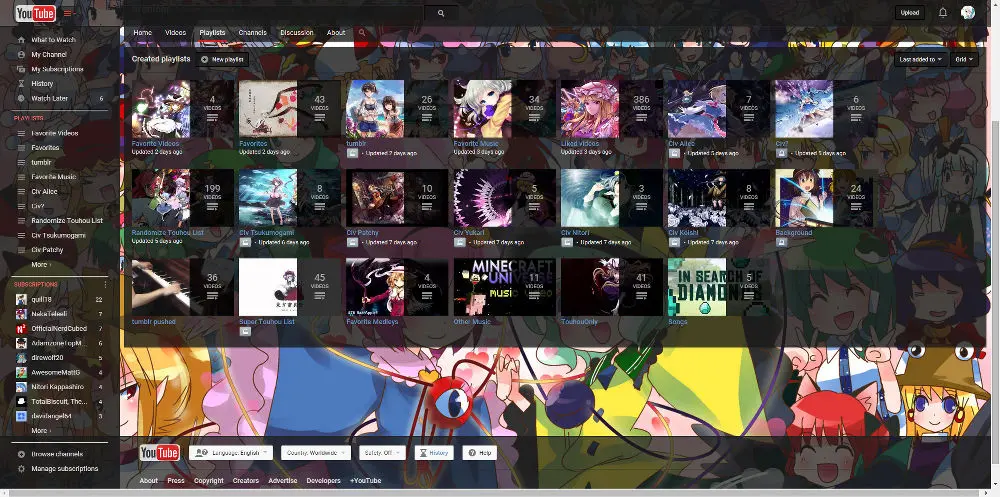 YouTube
Upload
What to Watch
My Channel
My Subscriptions
History
Watch Later 6
PLAYLISTS
Favorite Videos
Favorites
tumblr
Favorite Music
Civ Alice
Civ?
Randomize Touhou List
Civ Tsukumogami
Civ Patchy
More ›
SUBSCRIPTIONS
quill18 22
NekaTeleeli 7
OfficialNerdCubed 7
AdamzoneTopM... 6
direwolf20 5
AwesomeMattG 4
Nitori Kappashiro 4
TotalBiscuit, The... 4
davidangel64 3
More ›
Browse channels
Manage subscriptions
Home Videos Playlists Channels Discussion About
Created playlists New playlist Last added to Grid
4 VIDEOS
Favorite Videos
Updated 2 days ago
43 VIDEOS
Favorites
Updated 2 days ago
26 VIDEOS
tumblr
• Updated 2 days ago
34 VIDEOS
Favorite Music
Updated 3 days ago
386 VIDEOS
Liked videos
Updated 3 days ago
7 VIDEOS
Civ Alice
• Updated 5 days ago
6 VIDEOS
Civ?
• Updated 5 days ago
199 VIDEOS
Randomize Touhou List
Updated 5 days ago
8 VIDEOS
Civ Tsukumogami
• Updated 6 days ago
10 VIDEOS
Civ Patchy
• Updated 7 days ago
5 VIDEOS
Civ Yukari
• Updated 7 days ago
3 VIDEOS
Civ Nitori
• Updated 7 days ago
8 VIDEOS
Civ Koishi
• Updated 7 days ago
24 VIDEOS
Background
36 VIDEOS
tumblr pushed
45 VIDEOS
Super Touhou List
4 VIDEOS
Favorite Medleys
MINECRAFT
11 VIDEOS
Other Music
41 VIDEOS
TouhouOnly
IN SEARCH OF
DIAMON
5 VIDEOS
Songs
YouTube Language: English Country: Worldwide Safety: Off History Help
About Press Copyright Creators Advertise Developers +YouTube